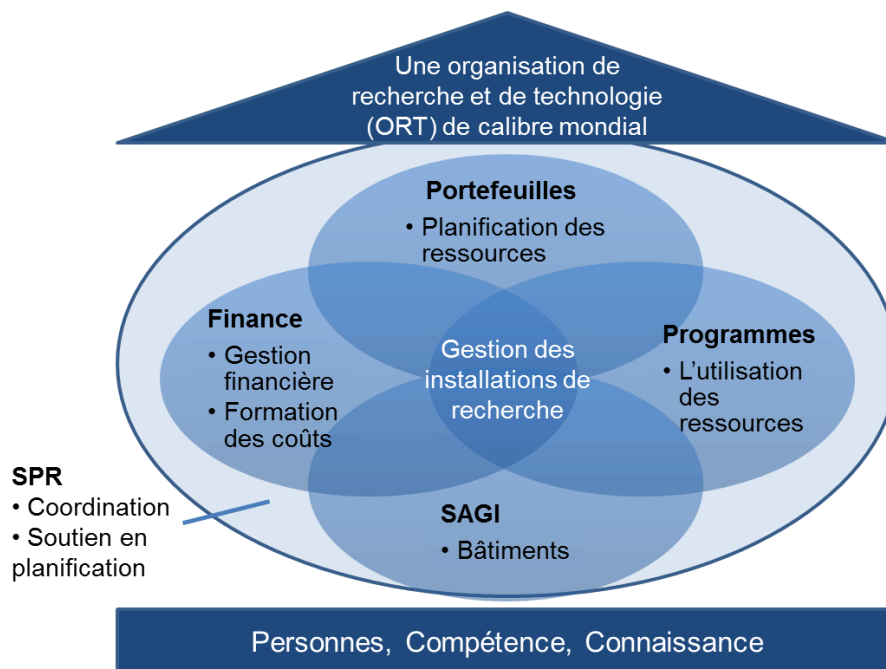 Une organisation de
recherche et de technologie
(ORT) de calibre mondial
Portefeuilles
• Planification des
ressources
Finance
• Gestion
financière
• Formation
des coûts
Gestion des
installations de
recherche
Programmes
• L'utilisation
des
ressources
SPR
• Coordination
• Soutien en
planification
SAGI
• Bâtiments
Personnes, Compétence, Connaissance